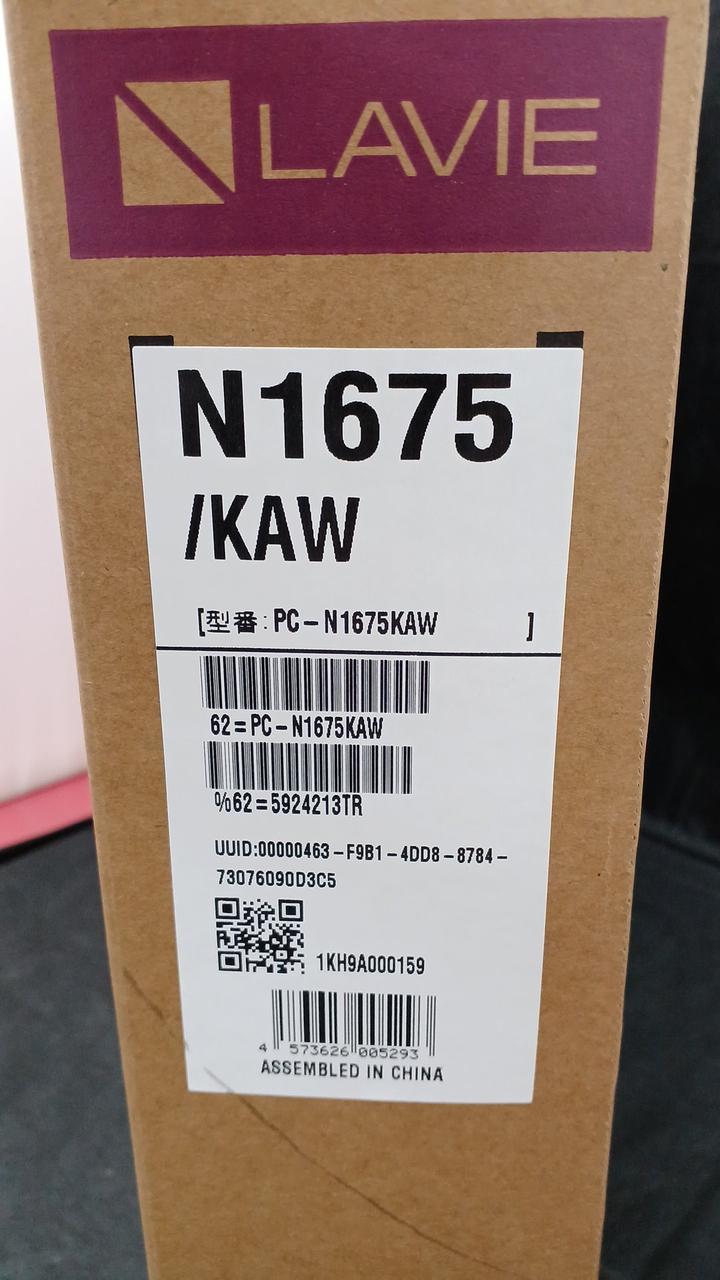 LAVIE
N1675
/KAW
[型番:PC-N1675KAW ]
62=PC-N1675KAW
%62=5924213TR
UUID:00000463-F9B1-4DD8-8784-
73076090D3C5
1KH9A000159
4 573626 005293
ASSEMBLED IN CHINA